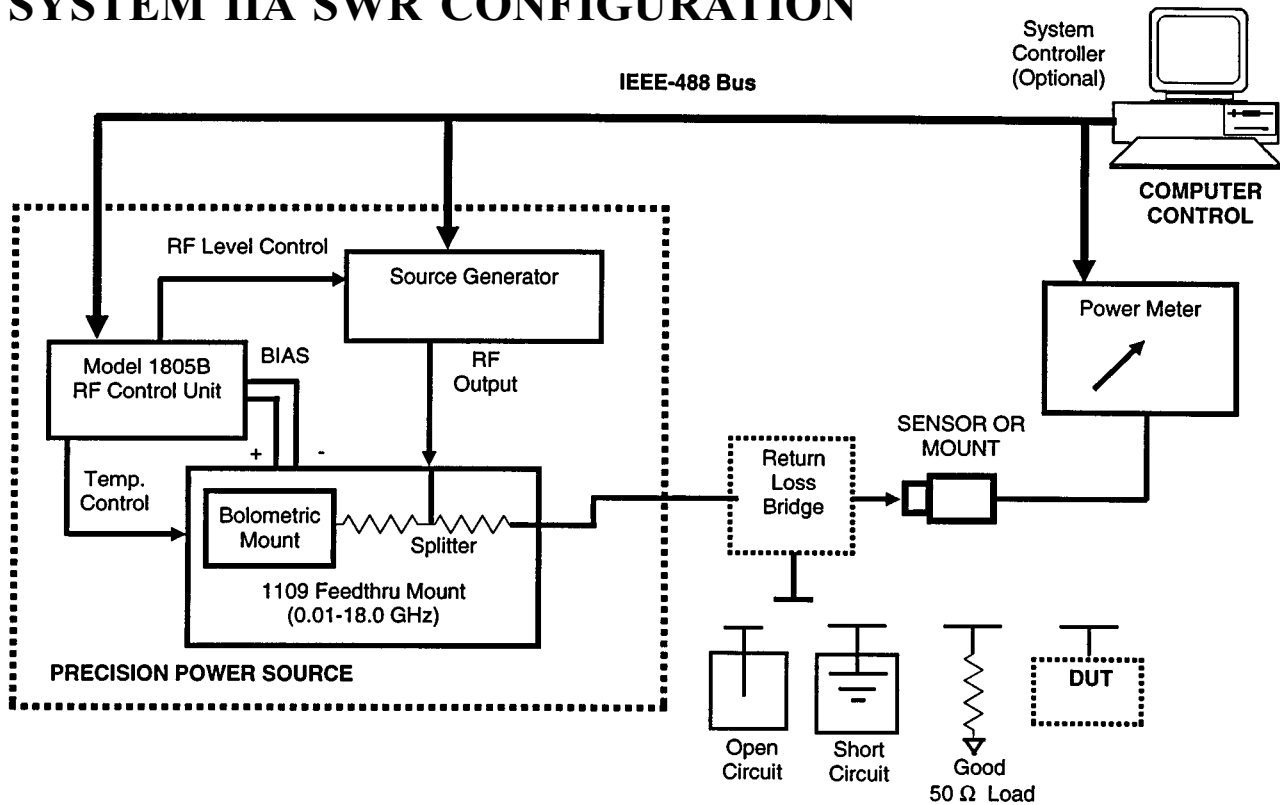 SYSTEM IIA SWR CONFIGURATION
System
Controller
(Optional)
IEEE-488 Bus
COMPUTER
CONTROL
RF Level Control
Source Generator
Power Meter
Model 1805B
RF Control Unit
BIAS
RF
Output
+ -
SENSOR OR
MOUNT
Temp.
Control
Return
Loss
Bridge
Bolometric
Mount
Splitter
1109 Feedthru Mount
(0.01-18.0 GHz)
PRECISION POWER SOURCE
DUT
Open
Circuit
Short
Circuit
Good
50 Ω Load